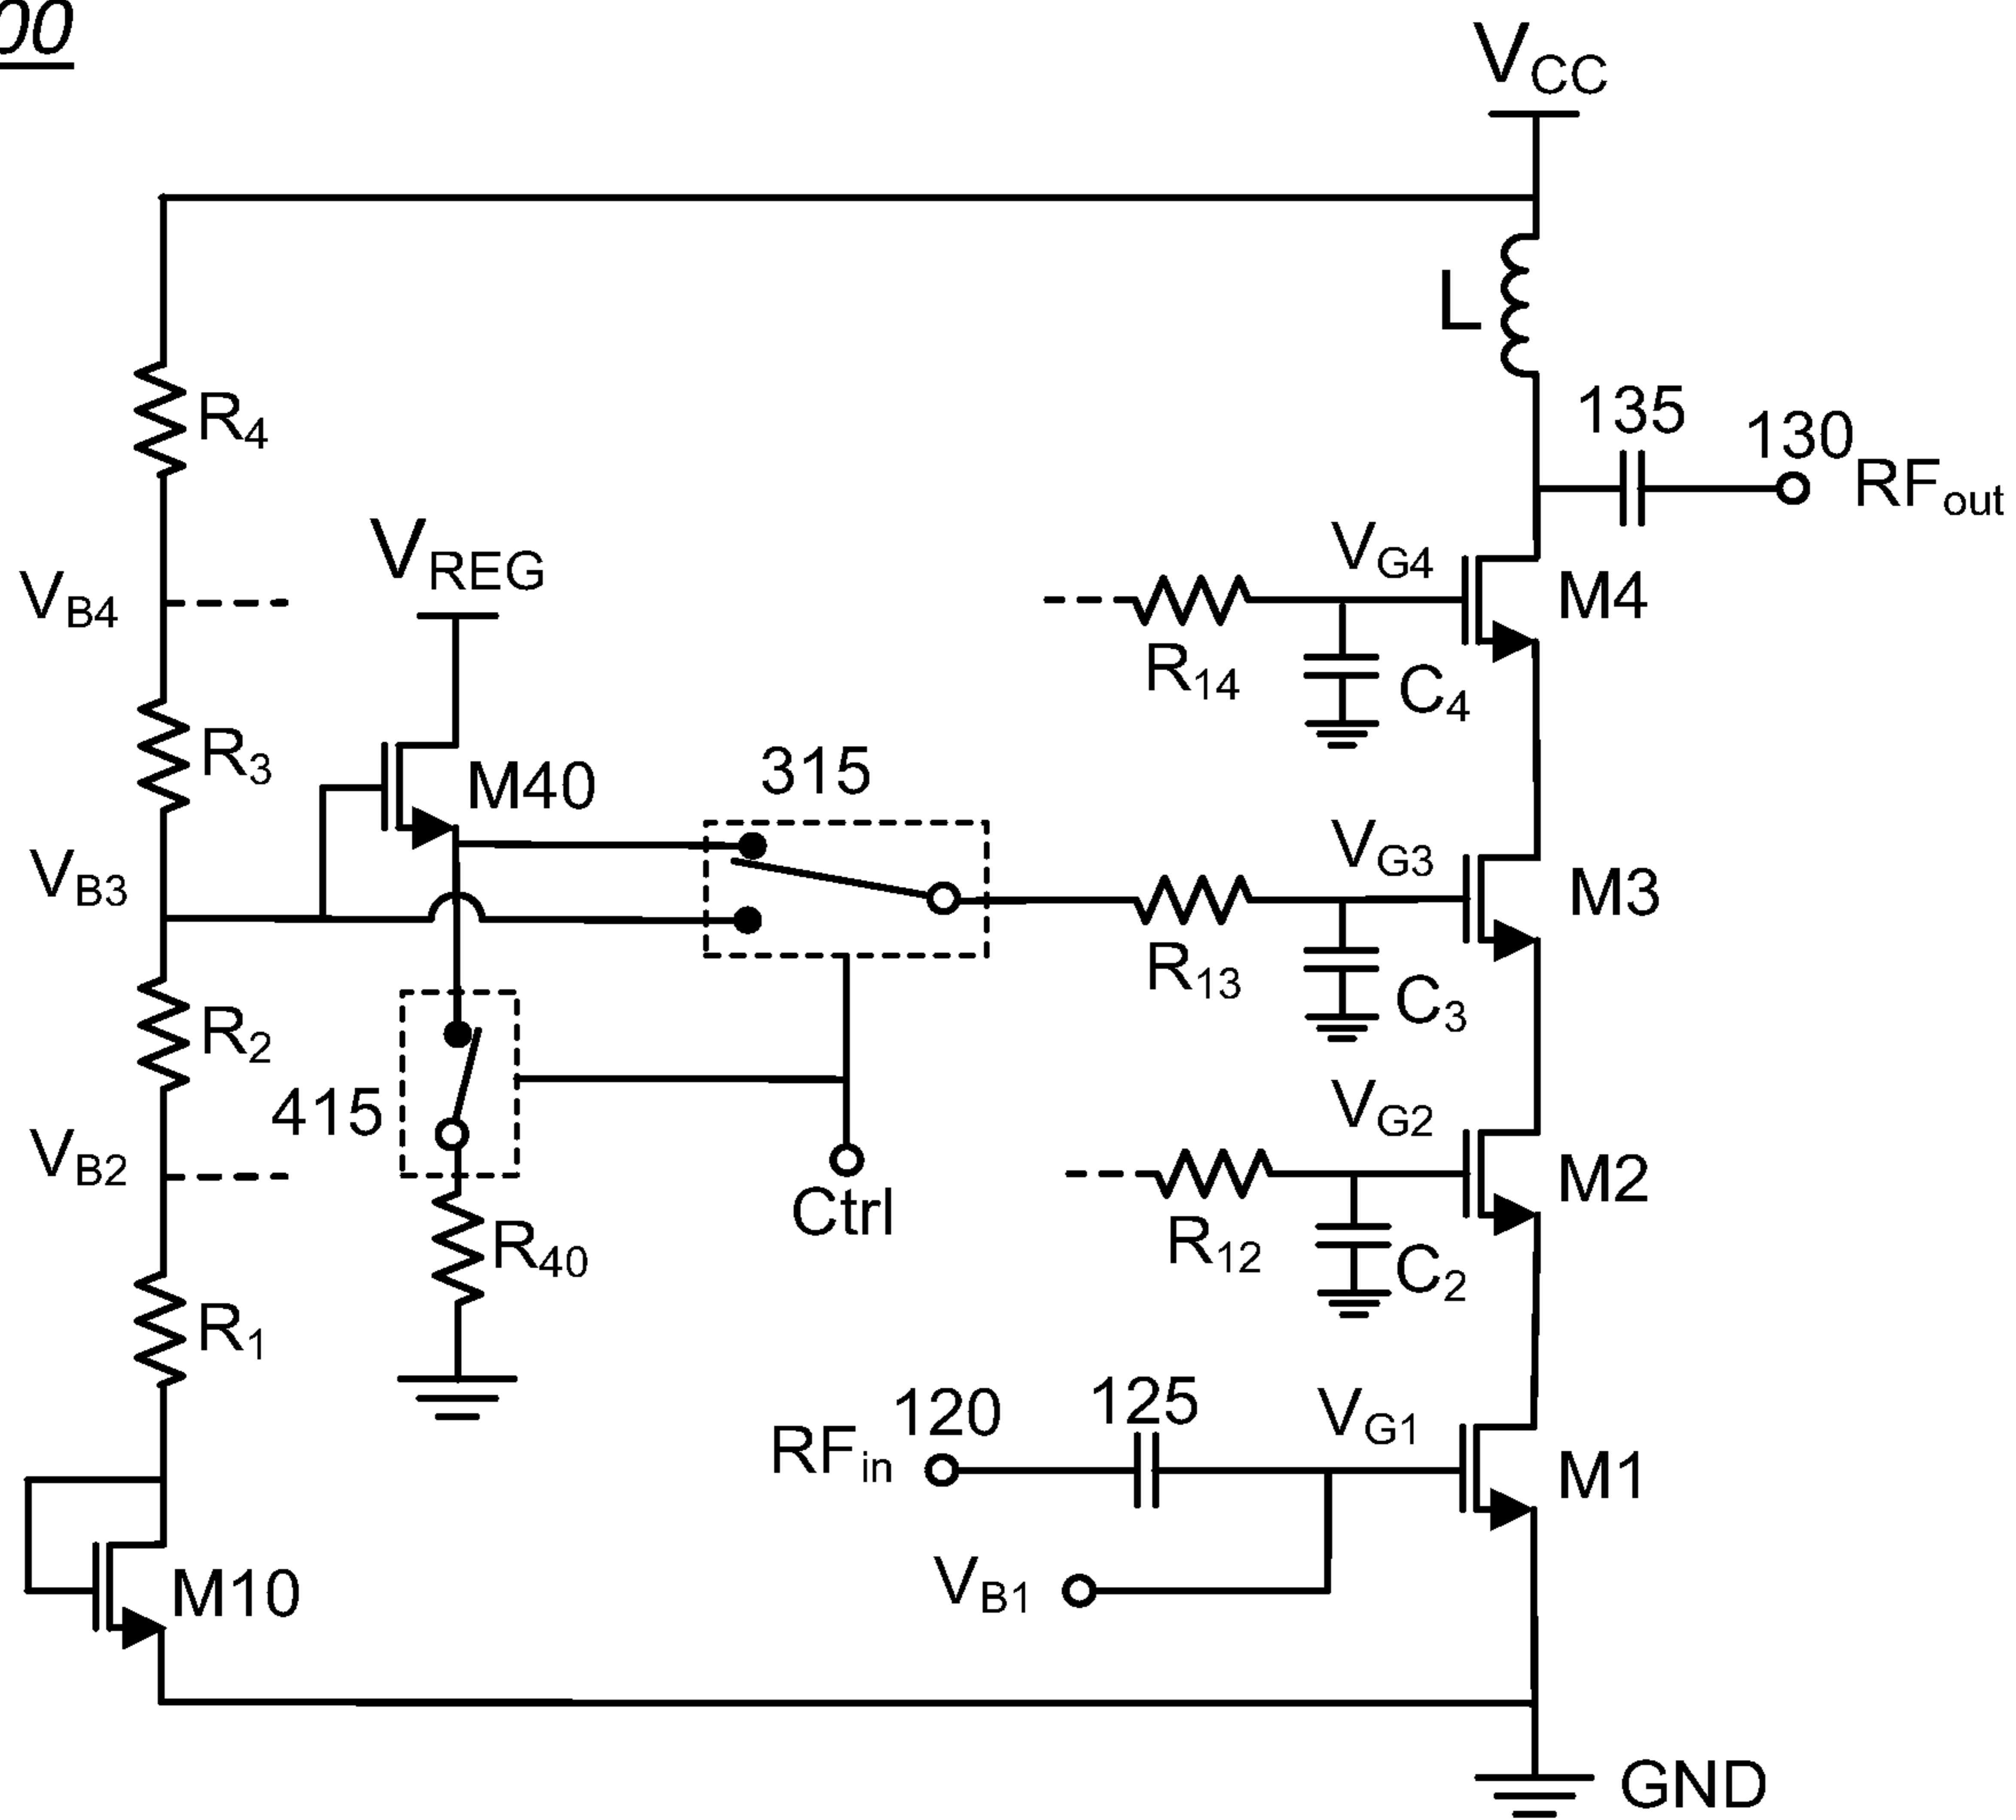 00
VCC
L
135
130
RFout
R4
VREG
VG4
M4
VB4
R14
C4
R3
M40
315
VG3
M3
VB3
R13
C3
R2
415
VG2
M2
VB2
Ctrl
R12
C2
R40
R1
120
125
VG1
RFin
M1
VB1
M10
GND